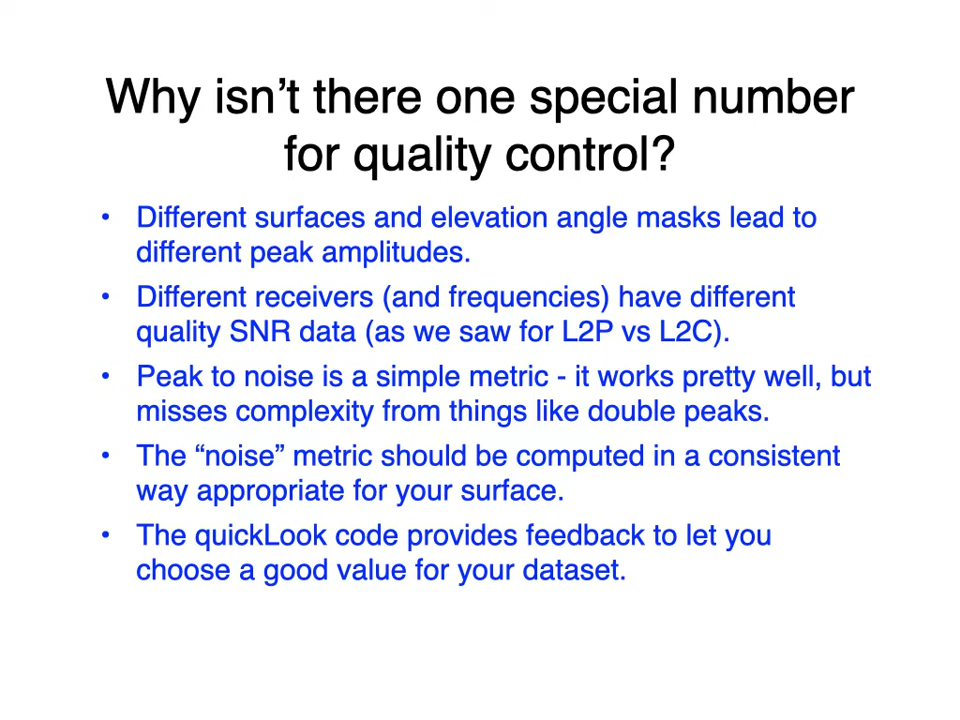 Why isn’t there one special number
for quality control?
• Different surfaces and elevation angle masks lead to
different peak amplitudes.
• Different receivers (and frequencies) have different
quality SNR data (as we saw for L2P vs L2C).
• Peak to noise is a simple metric - it works pretty well, but
misses complexity from things like double peaks.
• The “noise” metric should be computed in a consistent
way appropriate for your surface.
• The quickLook code provides feedback to let you
choose a good value for your dataset.